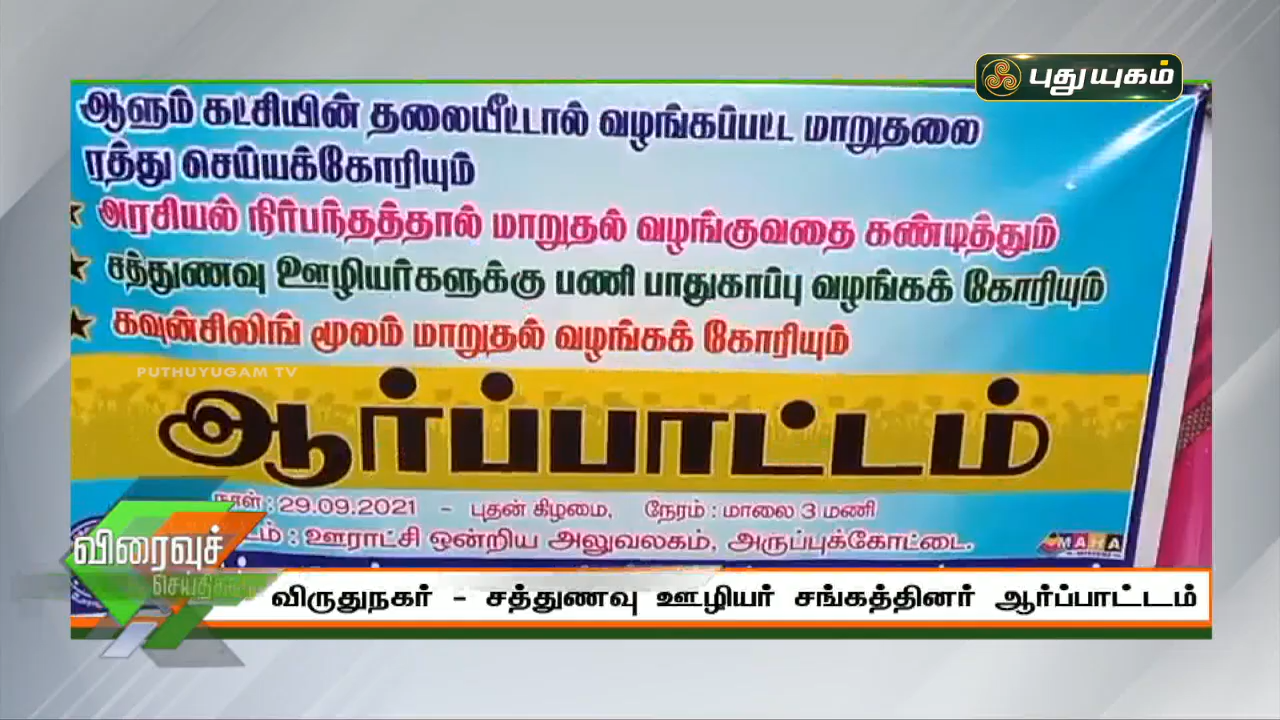 புதுயுகம்
ஆளும் கட்சியின் தலையீட்டால் வழங்கப்பட்ட மாறுதலை
ரத்து செய்யக்கோரியும்
அரசியல் நிர்பந்தத்தால் மாறுதல் வழங்குவதை கண்டித்தும்
சத்துணவு ஊழியர்களுக்கு பணி பாதுகாப்பு வழங்கக் கோரியும்
கவுன்சிலிங் மூலம் மாறுதல் வழங்கக் கோரியும்
PUTHUYUGAM TV
ஆர்ப்பாட்டம்
நாள் : 29.09.2021 - புதன் கிழமை, நேரம் : மாலை 3 மணி
: ஊராட்சி ஒன்றிய அலுவலகம், அருப்புக்கோட்டை.
MAHA
விரைவுச்
விருதுநகர் - சத்துணவு ஊழியர் சங்கத்தினர் ஆர்ப்பாட்டம்